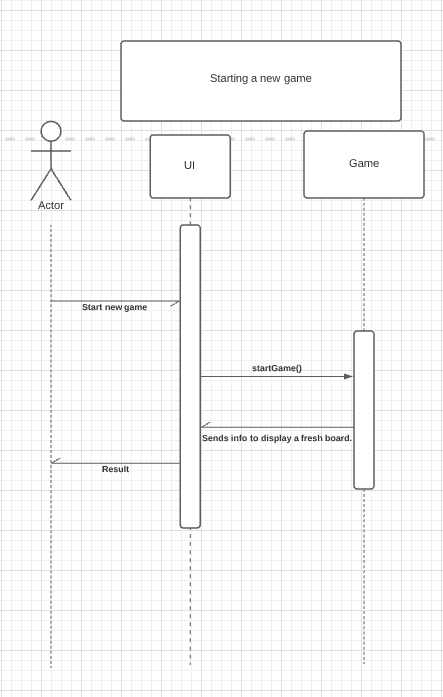 Starting a new game
UI
Game
Actor
Start new game
startGame()
Sends info to display a fresh board.
Result